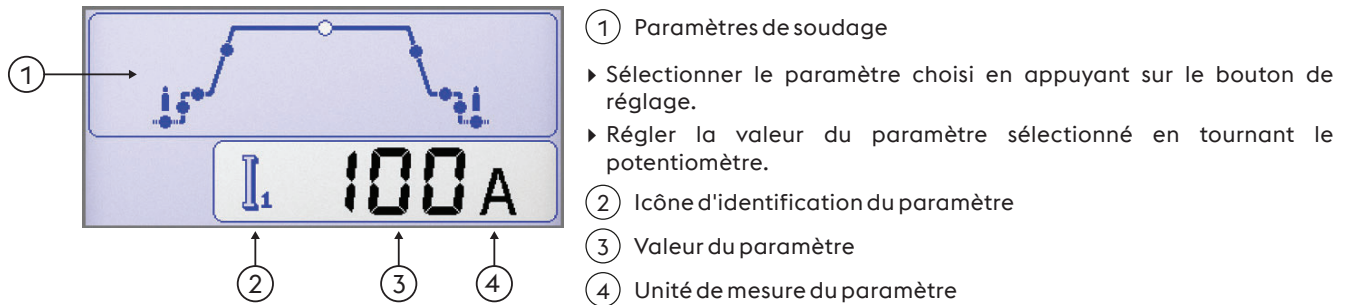 1 Paramètres de soudage
▸ Sélectionner le paramètre choisi en appuyant sur le bouton de
réglage.
▸ Régler la valeur du paramètre sélectionné en tournant le
potentiomètre.
2 Icône d'identification du paramètre
3 Valeur du paramètre
4 Unité de mesure du paramètre
1
I1 100 A
2 3 4